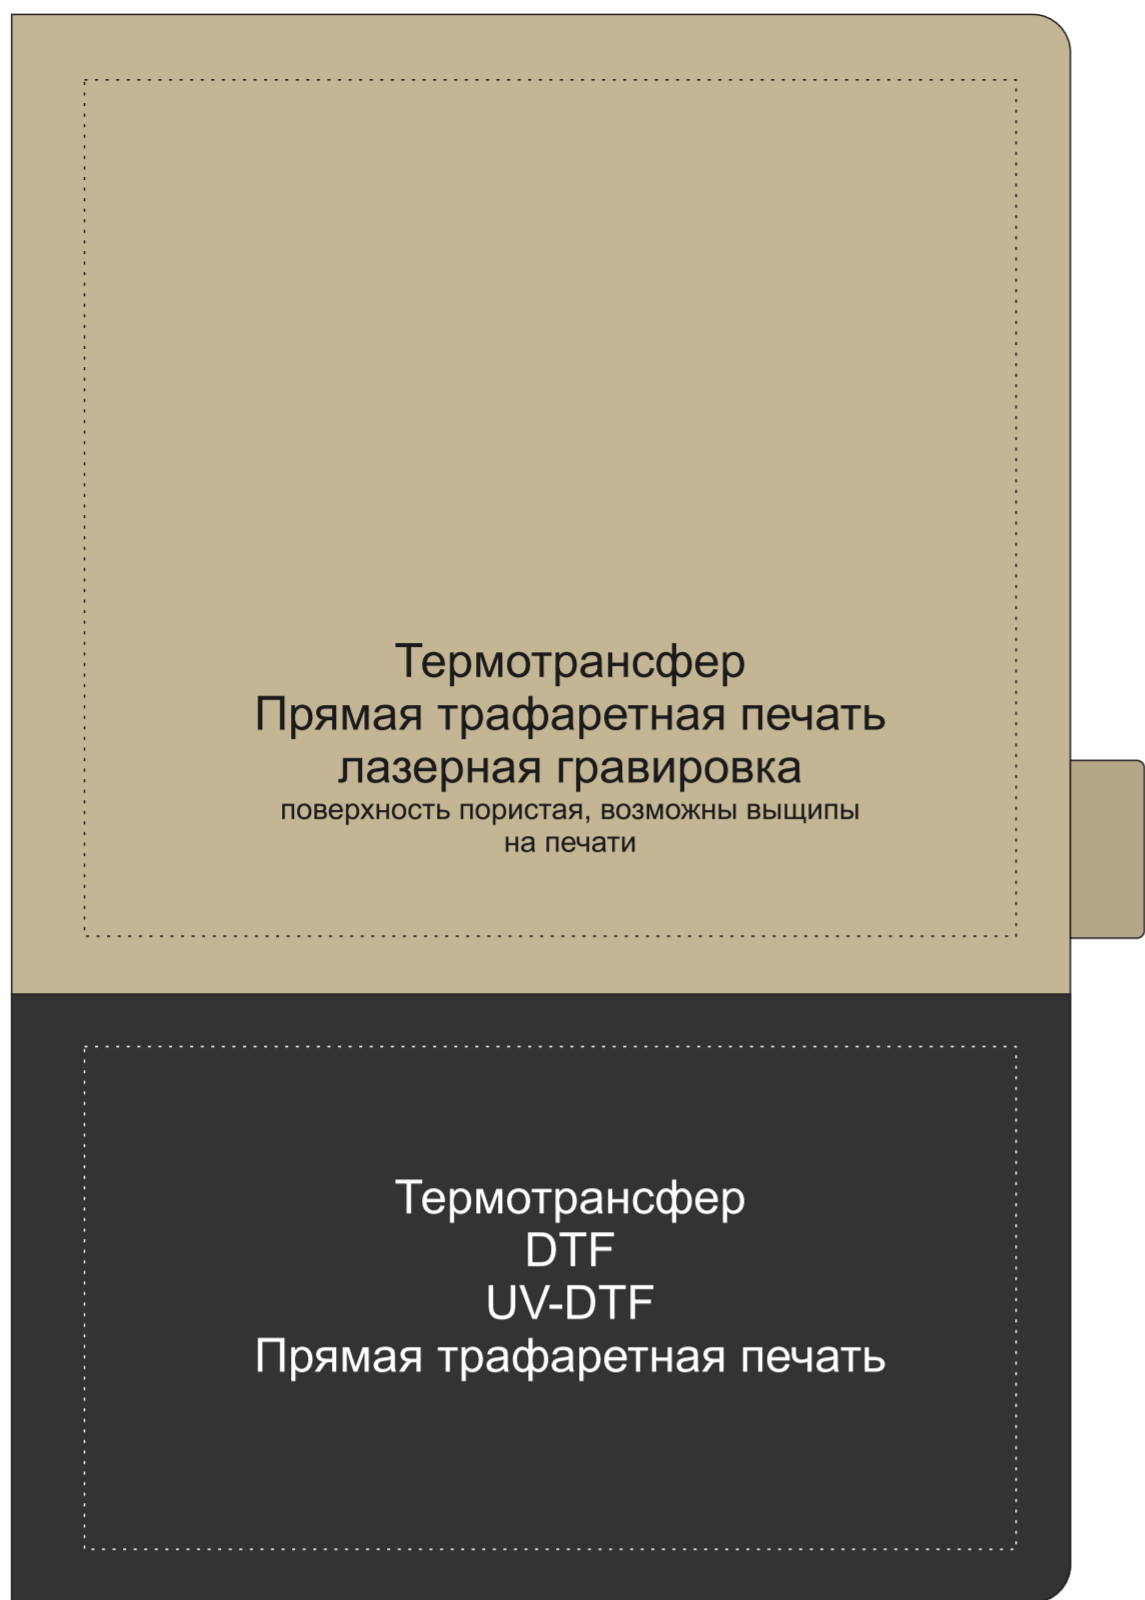 Термотрансфер
Прямая трафаретная печать
лазерная гравировка
поверхность пористая, возможны выщипы
на печати
Термотрансфер
DTF
UV-DTF
Прямая трафаретная печать